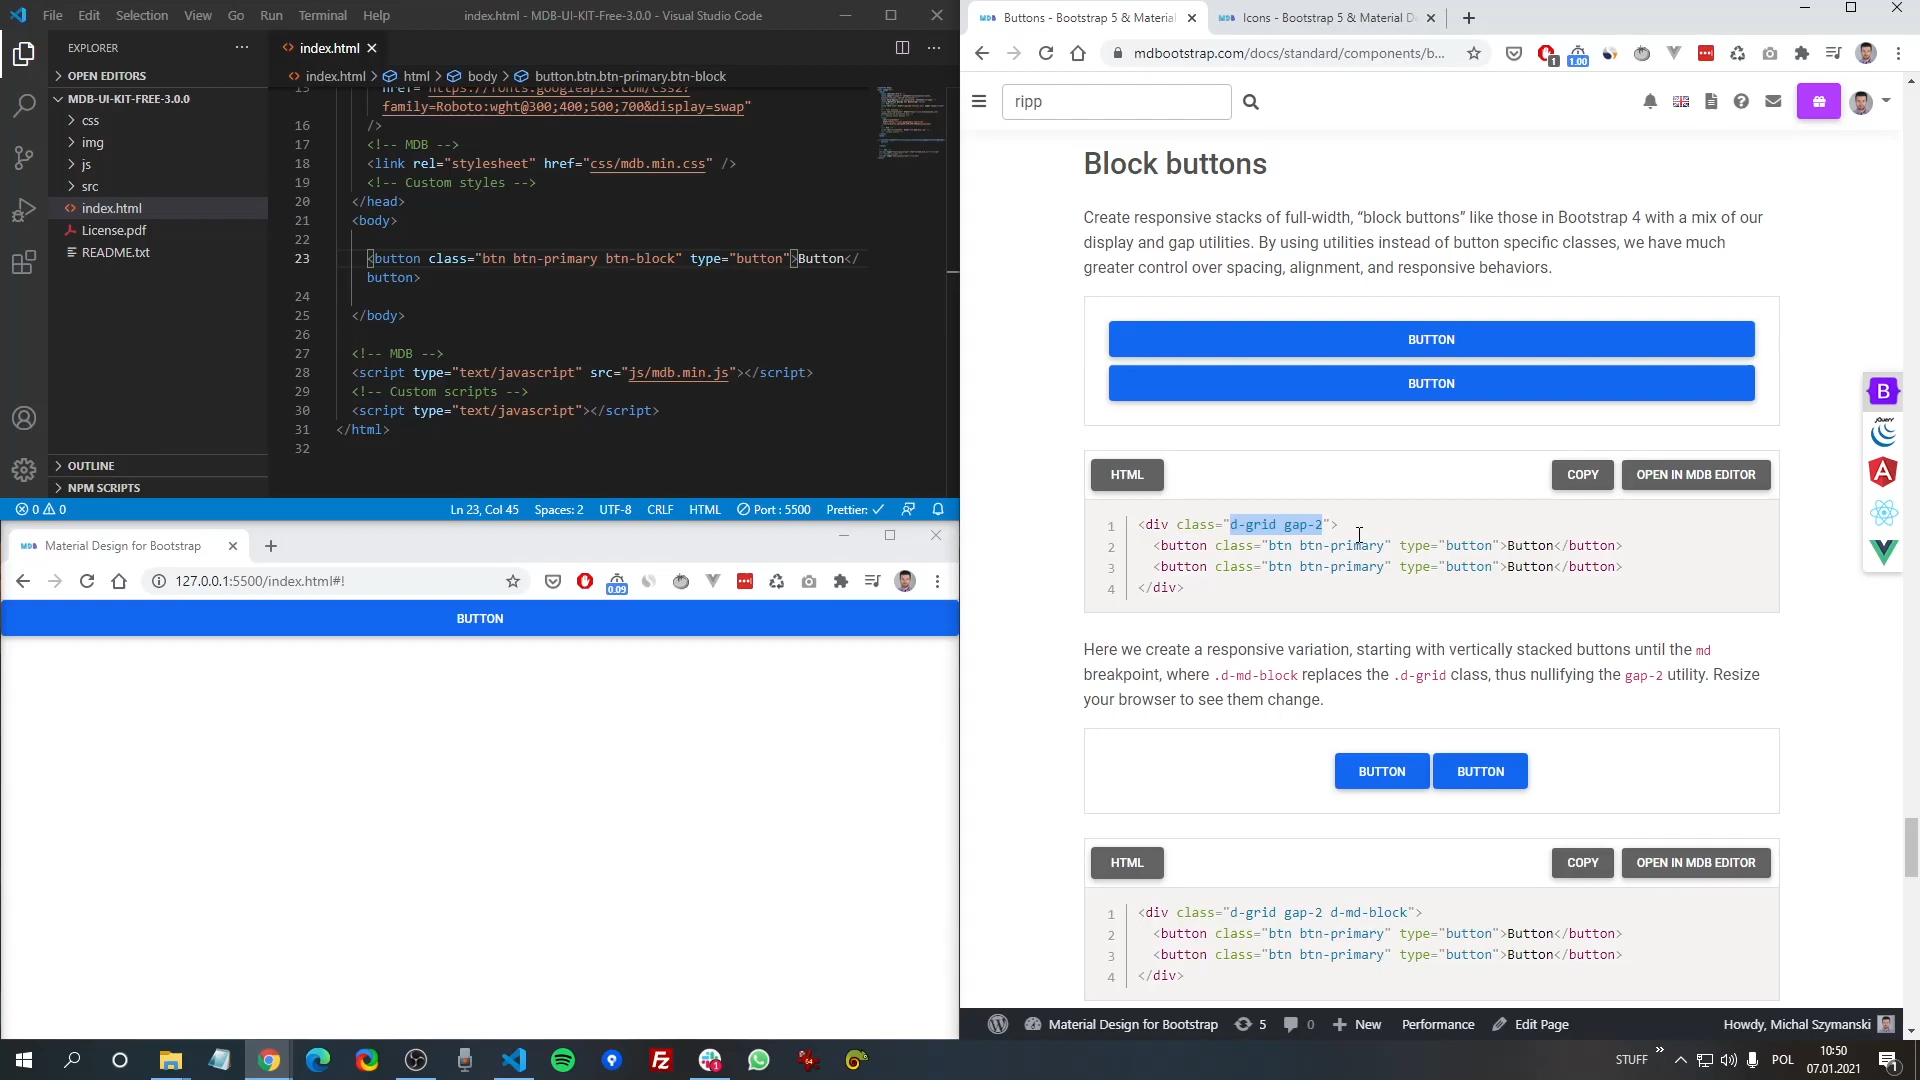 File Edit Selection View Go Run Terminal Help
index.html - MDB-UI-KIT-Free-3.0.0 - Visual Studio Code
EXPLORER
index.html
OPEN EDITORS
MDB-UI-KIT-FREE-3.0.0
css
img
js
src
index.html
License.pdf
README.txt
OUTLINE
NPM SCRIPTS
index.html > html > body > button.btn.btn-primary.btn-block
15 href="https://fonts.googleapis.com/css2?
family=Roboto:wght@300;400;500;700&display=swap"
16 />
17 <!-- MDB -->
18 <link rel="stylesheet" href="css/mdb.min.css" />
19 <!-- Custom styles -->
20 </head>
21 <body>
22
23 <button class="btn btn-primary btn-block" type="button">Button</
button>
24
25 </body>
26
27 <!-- MDB -->
28 <script type="text/javascript" src="js/mdb.min.js"></script>
29 <!-- Custom scripts -->
30 <script type="text/javascript"></script>
31 </html>
32
0 0 Ln 23, Col 45 Spaces: 2 UTF-8 CRLF HTML Port : 5500 Prettier: ✓
MDB Material Design for Bootstrap
127.0.0.1:5500/index.html#!
0.09
BUTTON
MDB Buttons - Bootstrap 5 & Material
MDB Icons - Bootstrap 5 & Material D
mdbootstrap.com/docs/standard/components/b...
1 1.00
ripp
Block buttons
Create responsive stacks of full-width, “block buttons” like those in Bootstrap 4 with a mix of our
display and gap utilities. By using utilities instead of button specific classes, we have much
greater control over spacing, alignment, and responsive behaviors.
BUTTON
BUTTON
HTML COPY OPEN IN MDB EDITOR
1 <div class="d-grid gap-2">
2 <button class="btn btn-primary" type="button">Button</button>
3 <button class="btn btn-primary" type="button">Button</button>
4 </div>
Here we create a responsive variation, starting with vertically stacked buttons until the md
breakpoint, where .d-md-block replaces the .d-grid class, thus nullifying the gap-2 utility. Resize
your browser to see them change.
BUTTON BUTTON
HTML COPY OPEN IN MDB EDITOR
1 <div class="d-grid gap-2 d-md-block">
2 <button class="btn btn-primary" type="button">Button</button>
3 <button class="btn btn-primary" type="button">Button</button>
4 </div>
B
jQuery
A
Material Design for Bootstrap 5 0 New Performance Edit Page Howdy, Michal Szymanski
STUFF » POL 10:50
07.01.2021